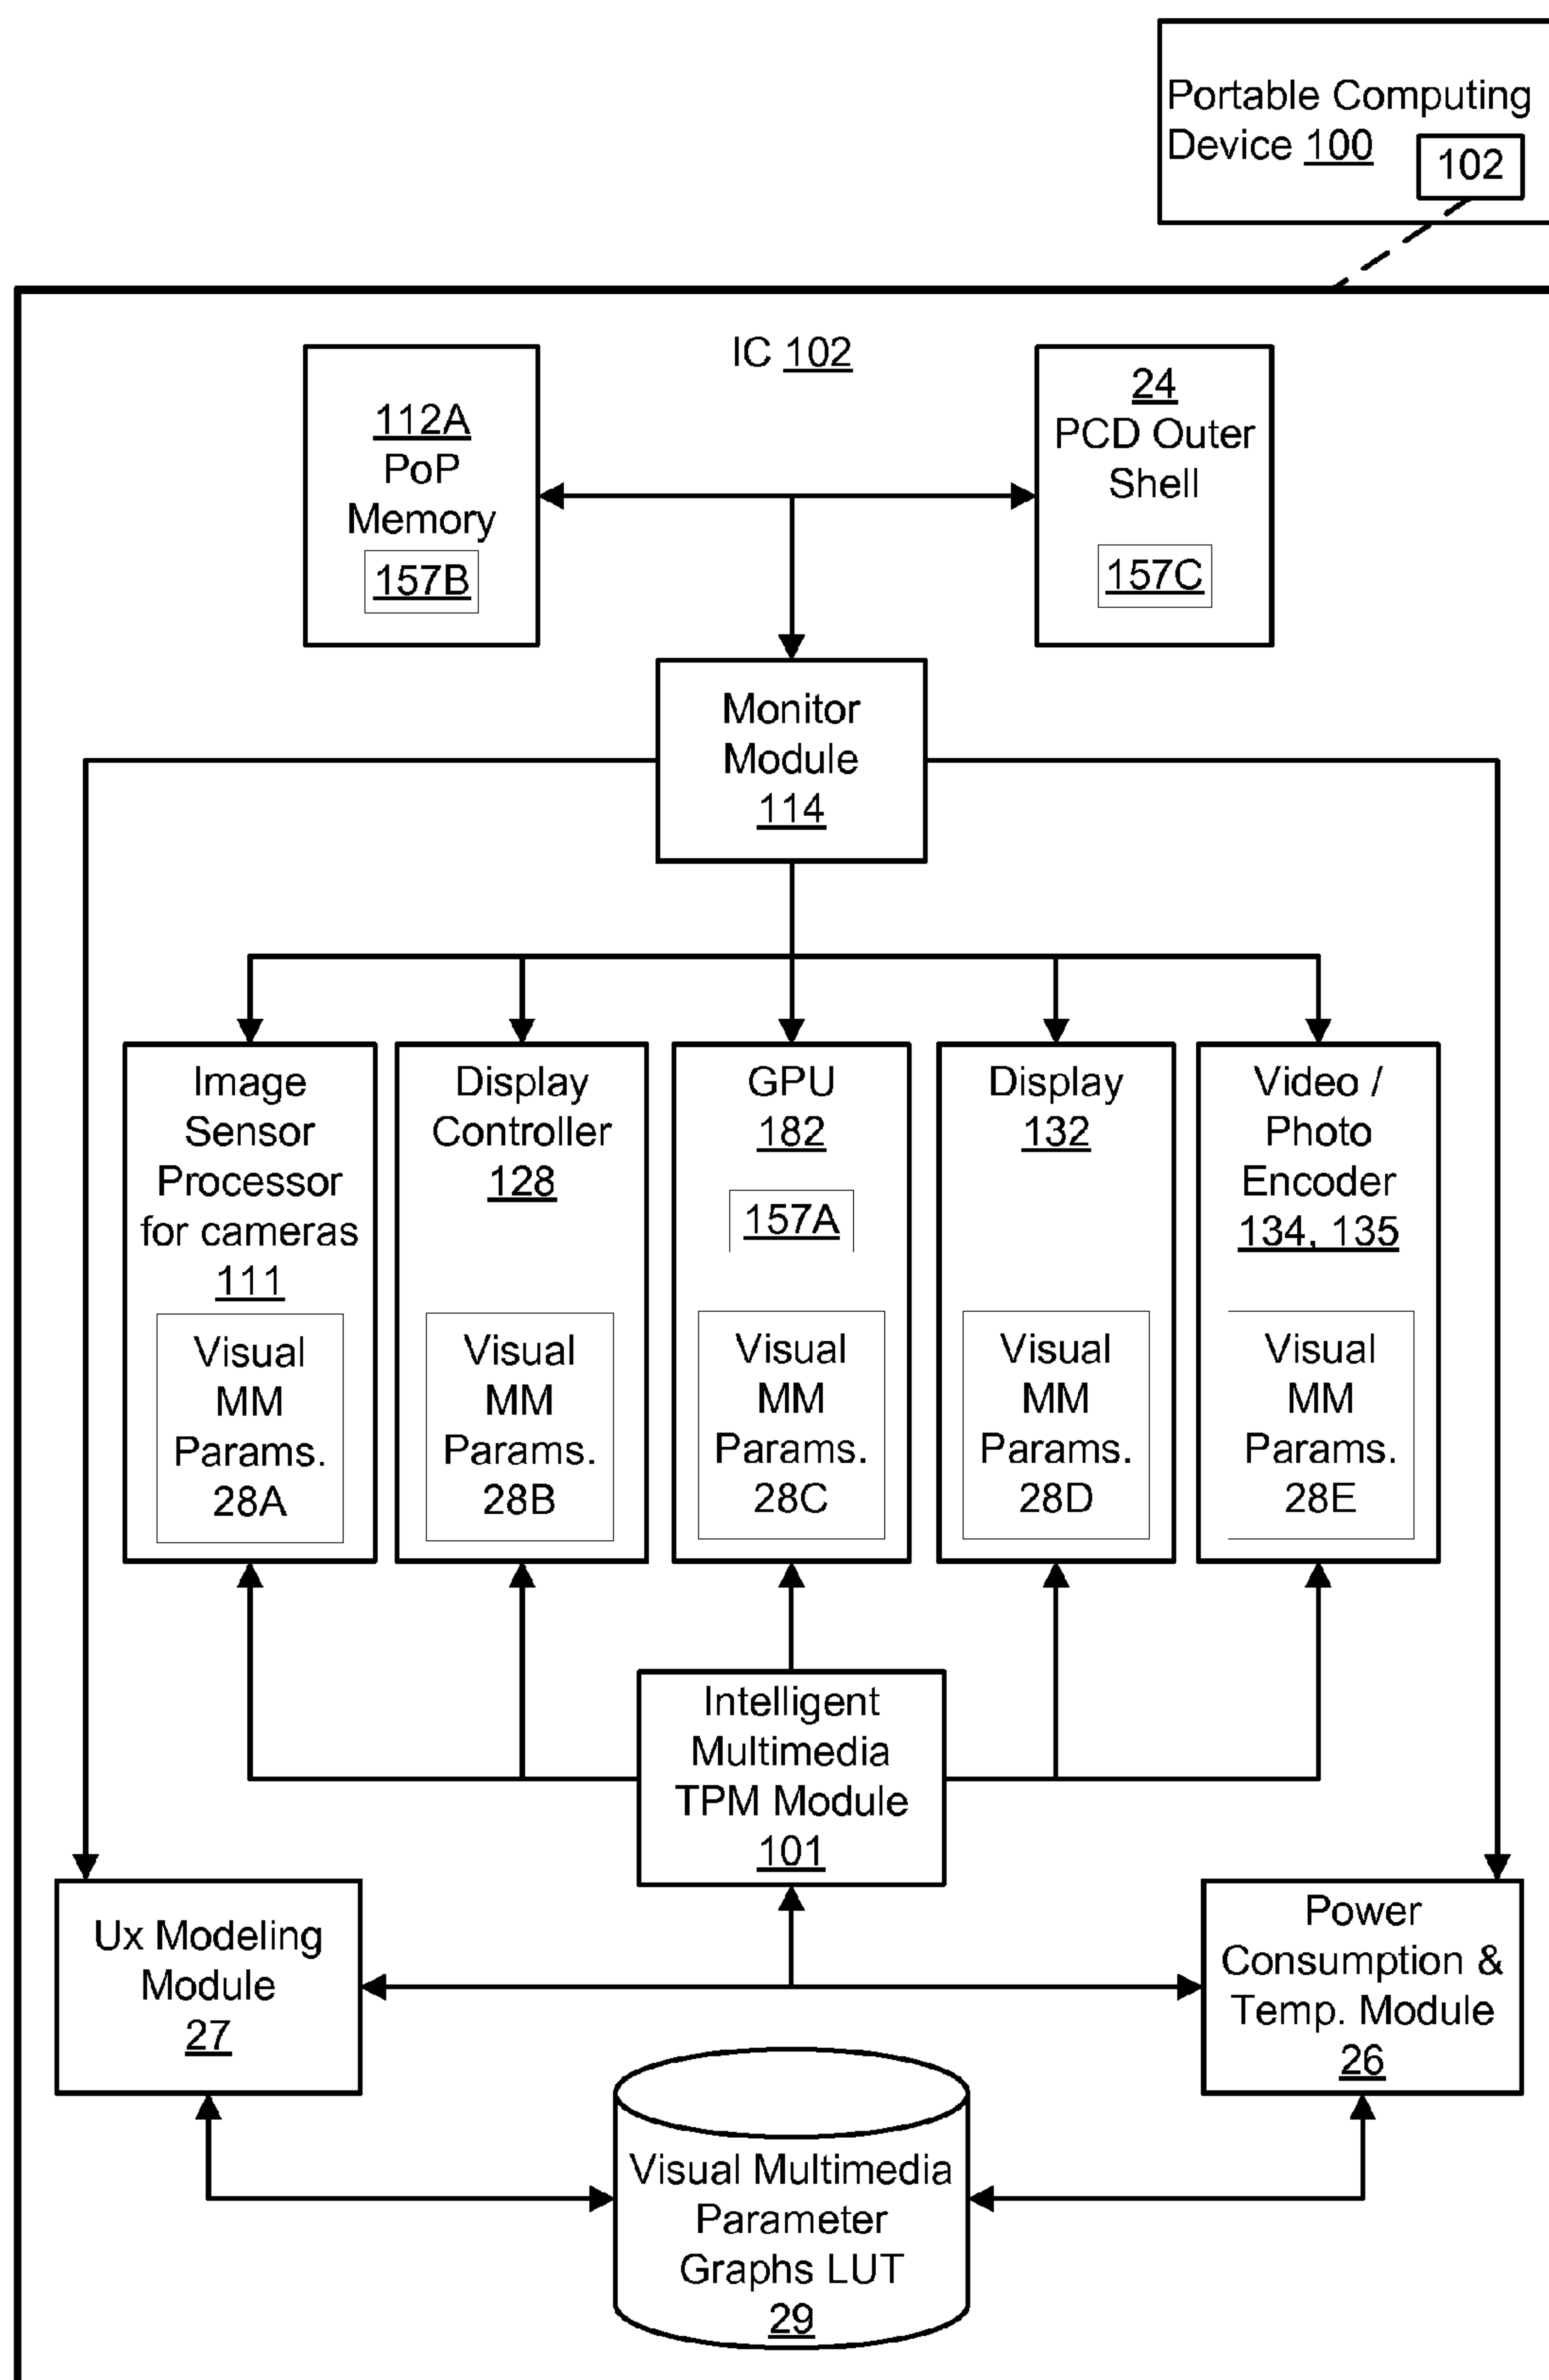 Portable Computing
Device 100
102
IC 102
112A
PoP
Memory
157B
24
PCD Outer
Shell
157C
Monitor
Module
114
Image
Sensor
Processor
for cameras
111
Visual
MM
Params.
28A
Display
Controller
128
Visual
MM
Params.
28B
GPU
182
157A
Visual
MM
Params.
28C
Display
132
Visual
MM
Params.
28D
Video /
Photo
Encoder
134, 135
Visual
MM
Params.
28E
Intelligent
Multimedia
TPM Module
101
Ux Modeling
Module
27
Power
Consumption &
Temp. Module
26
Visual Multimedia
Parameter
Graphs LUT
29